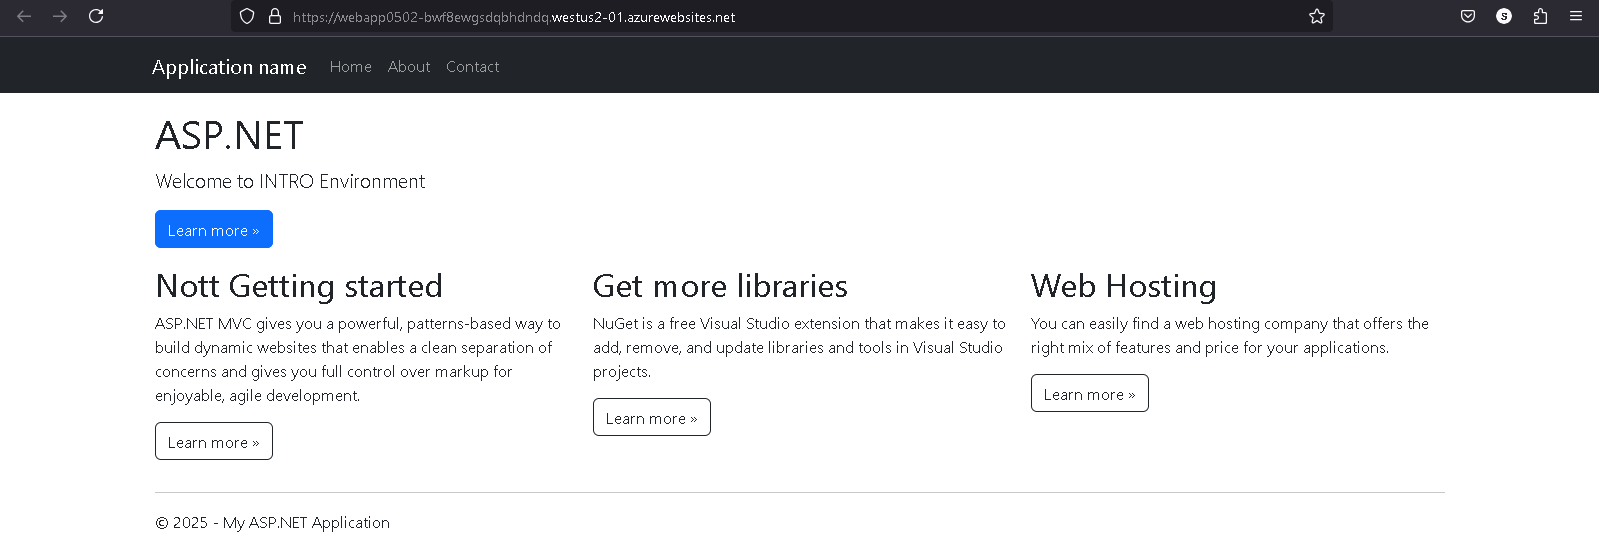 https://webapp0502-bwf8ewgsdqbhdndq.westus2-01.azurewebsites.net
Application name Home About Contact
ASP.NET
Welcome to INTRO Environment
Learn more »
Nott Getting started
ASP.NET MVC gives you a powerful, patterns-based way to
build dynamic websites that enables a clean separation of
concerns and gives you full control over markup for
enjoyable, agile development.
Learn more »
Get more libraries
NuGet is a free Visual Studio extension that makes it easy to
add, remove, and update libraries and tools in Visual Studio
projects.
Learn more »
Web Hosting
You can easily find a web hosting company that offers the
right mix of features and price for your applications.
Learn more »
© 2025 - My ASP.NET Application